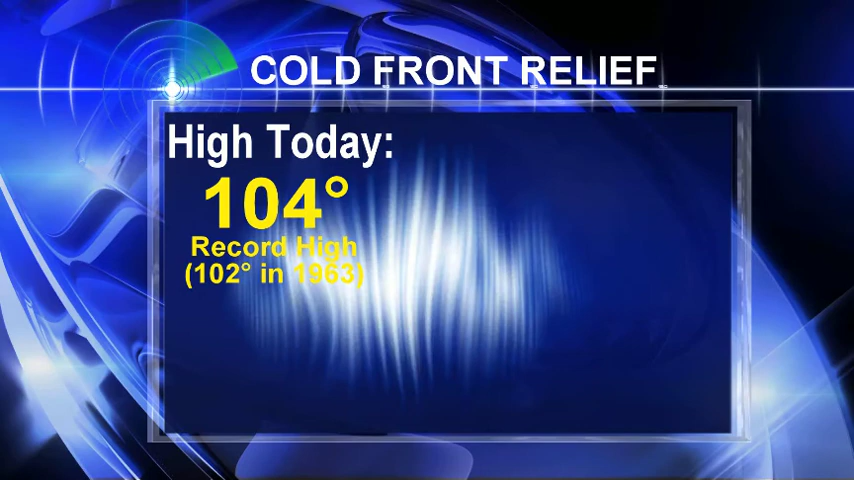 COLD FRONT RELIEF
High Today:
104°
Record High
(102° in 1963)